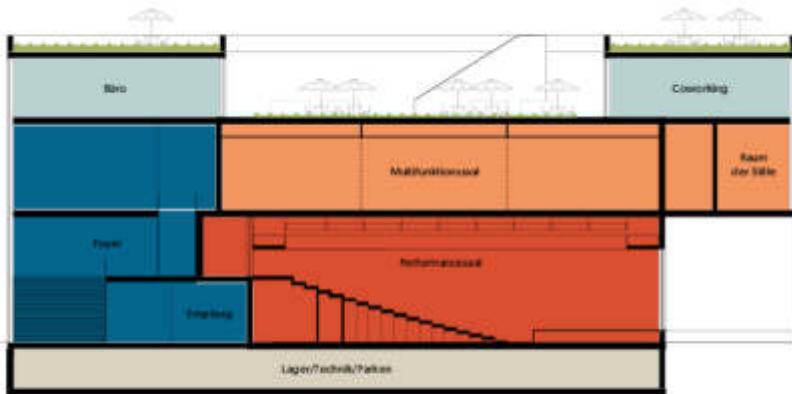 Büro
Coworking
Multifunktionssaal
Raum
der Stille
Foyer
Performancesaal
Empfang
Lager/Technik/Parken